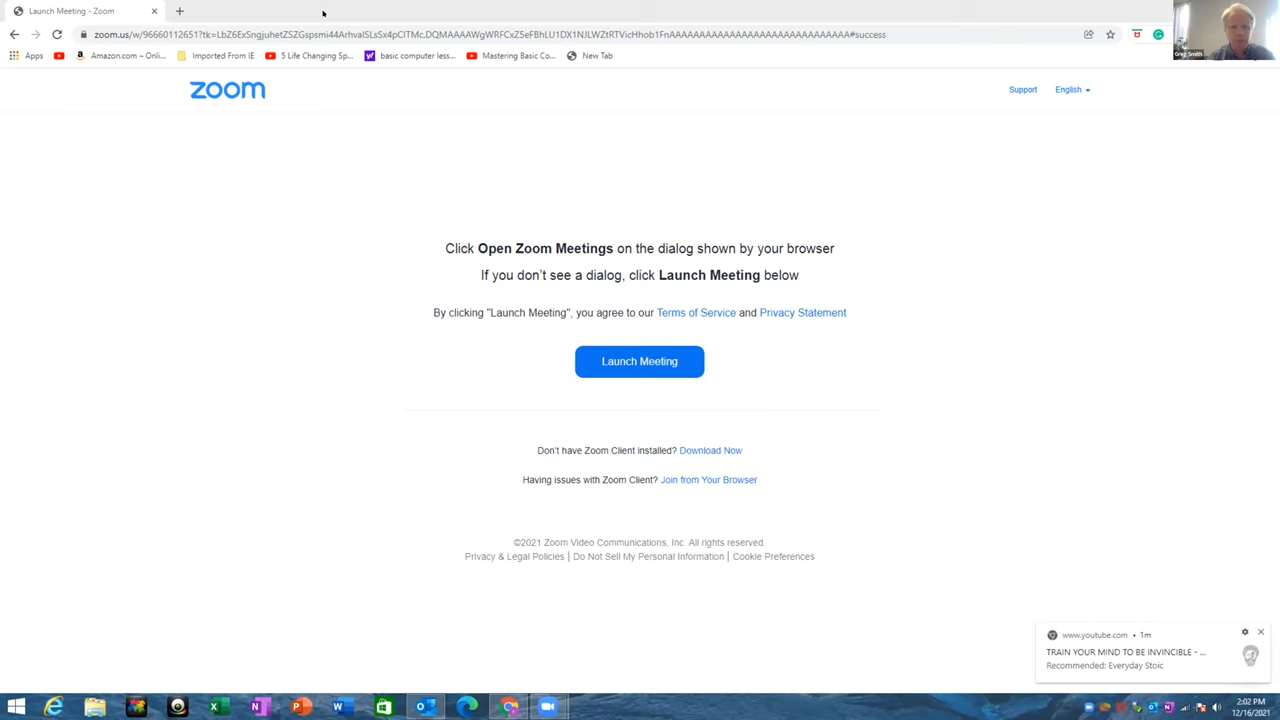 Launch Meeting - Zoom
zoom.us/w/96660112651?tk=LbZ6ExSngjuhetZSZGspsmi44ArhvaISLsSx4pCITMc.DQMAAAAWgWRFCxZ5eFBhLU1DX1NJLWZtRTVicHhob1FnAAAAAAAAAAAAAAAAAAAAAAAAAAAAAA#success
Apps
Amazon.com – Onli...
Imported From IE
5 Life Changing Sp...
basic computer less...
Mastering Basic Co...
New Tab
Greg Smith
zoom
Support
English
Click Open Zoom Meetings on the dialog shown by your browser
If you don't see a dialog, click Launch Meeting below
By clicking "Launch Meeting", you agree to our Terms of Service and Privacy Statement
Launch Meeting
Don't have Zoom Client installed? Download Now
Having issues with Zoom Client? Join from Your Browser
©2021 Zoom Video Communications, Inc. All rights reserved.
Privacy & Legal Policies | Do Not Sell My Personal Information | Cookie Preferences
www.youtube.com • 1m
TRAIN YOUR MIND TO BE INVINCIBLE - ...
Recommended: Everyday Stoic
2:02 PM
12/16/2021